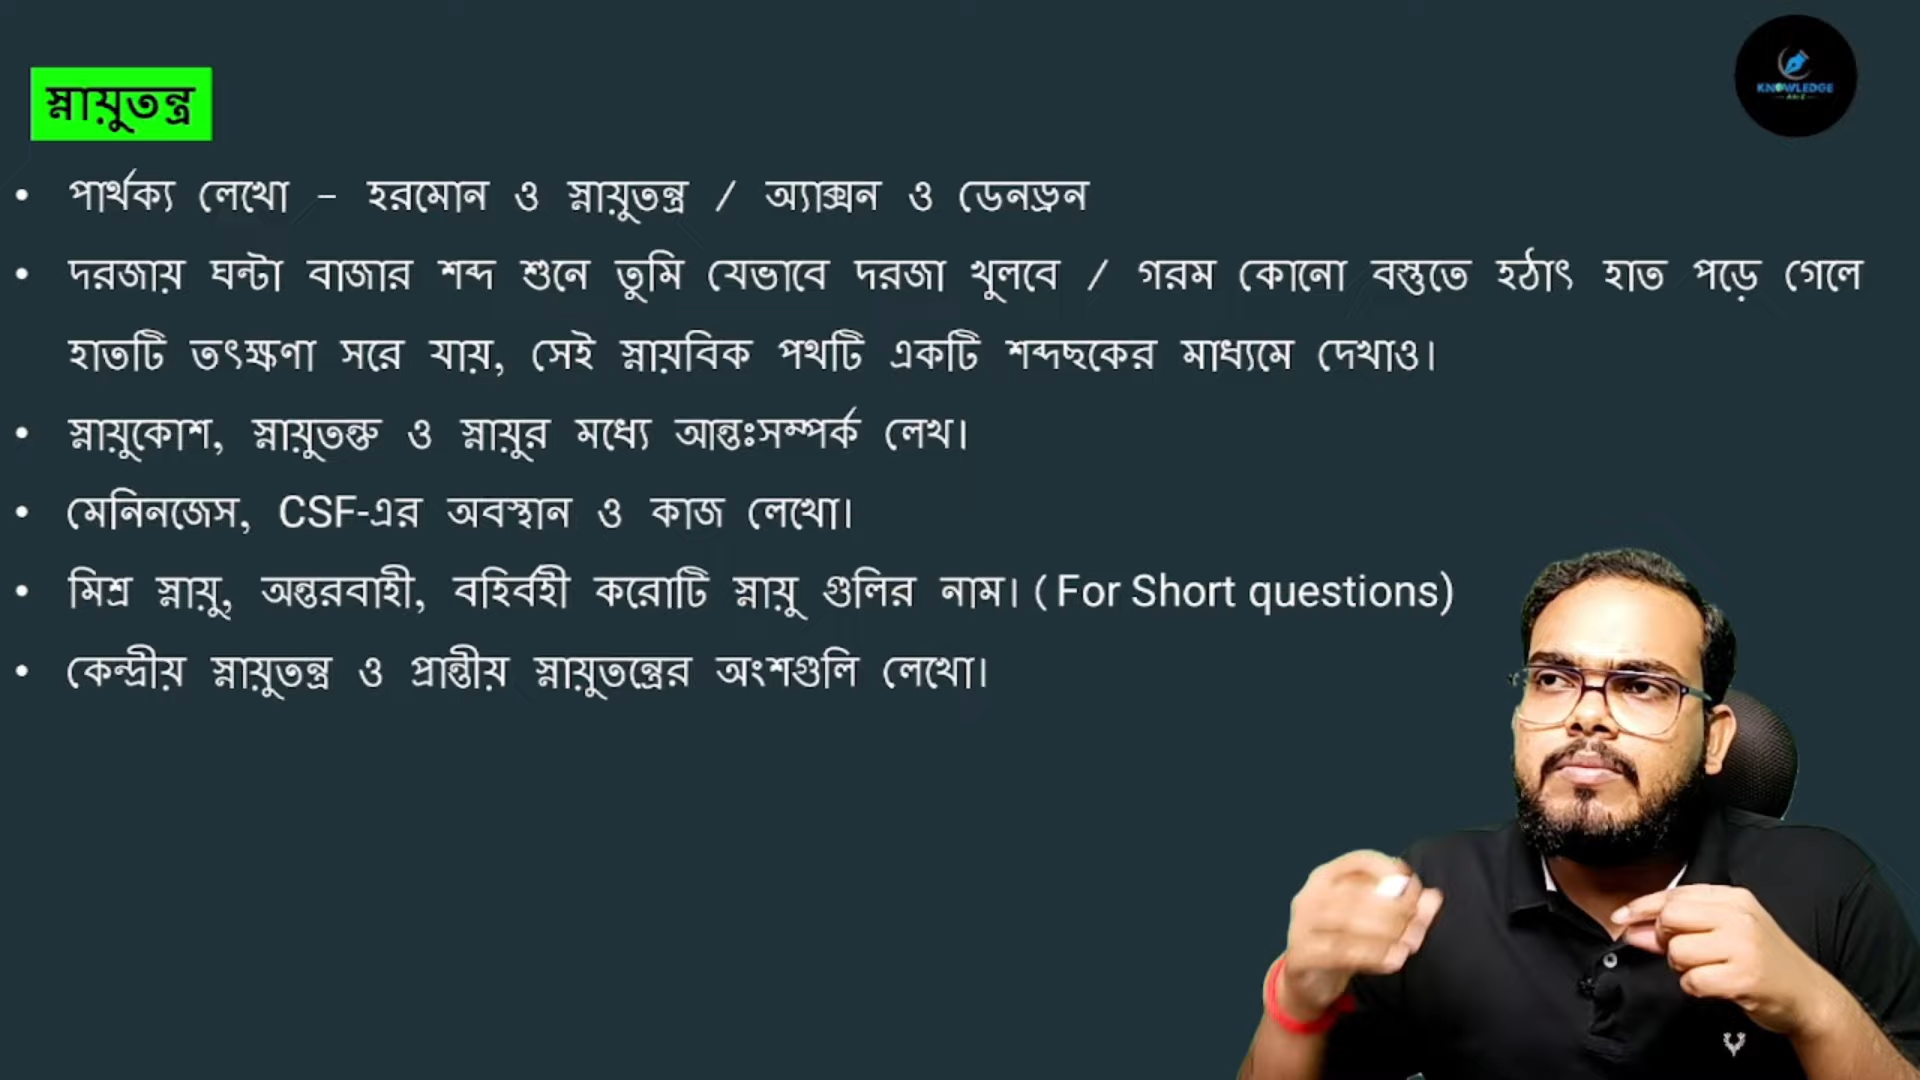 স্নায়ুতন্ত্র
KNOWLEDGE
• পার্থক্য লেখো – হরমোন ও স্নায়ুতন্ত্র / অ্যাক্সন ও ডেনড্রন
• দরজায় ঘন্টা বাজার শব্দ শুনে তুমি যেভাবে দরজা খুলবে / গরম কোনো বস্তুতে হঠাৎ হাত পড়ে গেলে
হাতটি তৎক্ষণা সরে যায়, সেই স্নায়বিক পথটি একটি শব্দছকের মাধ্যমে দেখাও।
• স্নায়ুকোশ, স্নায়ুতন্তু ও স্নায়ুর মধ্যে আন্তঃসম্পর্ক লেখ।
• মেনিনজেস, CSF-এর অবস্থান ও কাজ লেখো।
• মিশ্র স্নায়ু, অন্তরবাহী, বহির্বহী করোটি স্নায়ু গুলির নাম। ( For Short questions)
• কেন্দ্রীয় স্নায়ুতন্ত্র ও প্রান্তীয় স্নায়ুতন্ত্রের অংশগুলি লেখো।